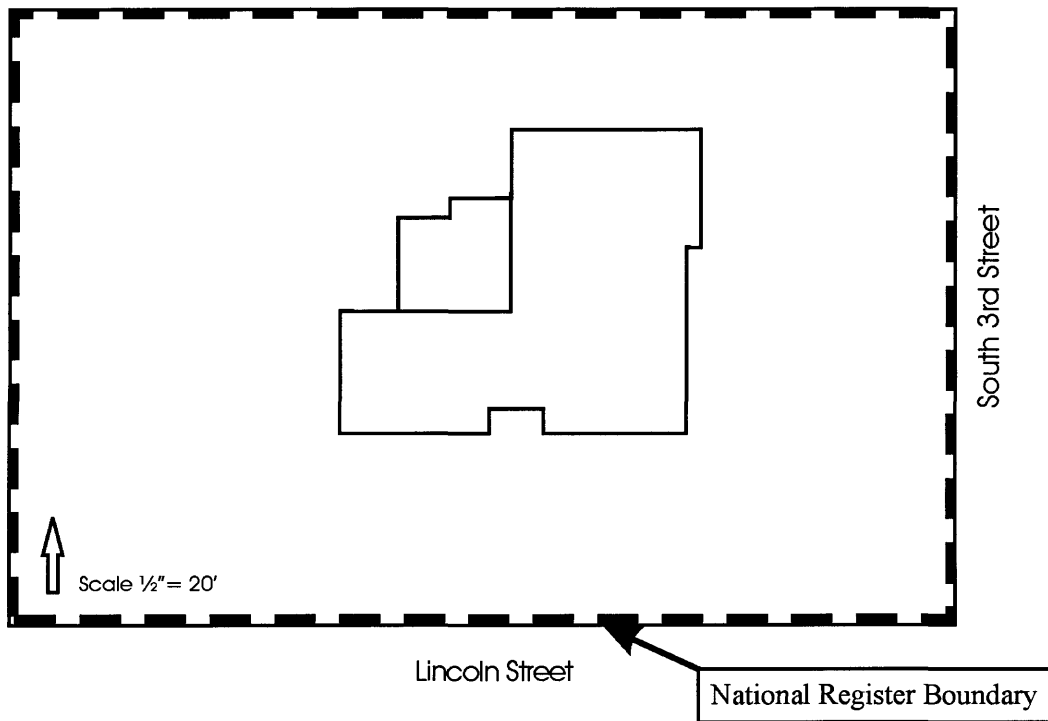 South 3rd Street
Scale ½"= 20'
Lincoln Street
National Register Boundary